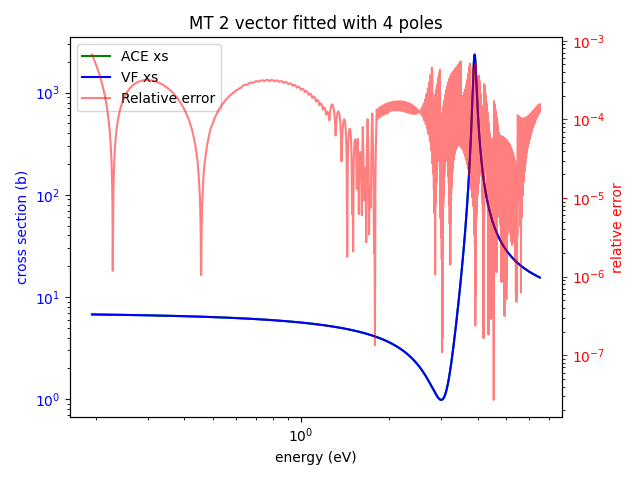 MT 2 vector fitted with 4 poles
ACE xs
VF xs
Relative error
cross section (b)
10³
10²
10¹
10⁰
10⁻³
10⁻⁴
10⁻⁵
10⁻⁶
10⁻⁷
relative error
10⁰
energy (eV)